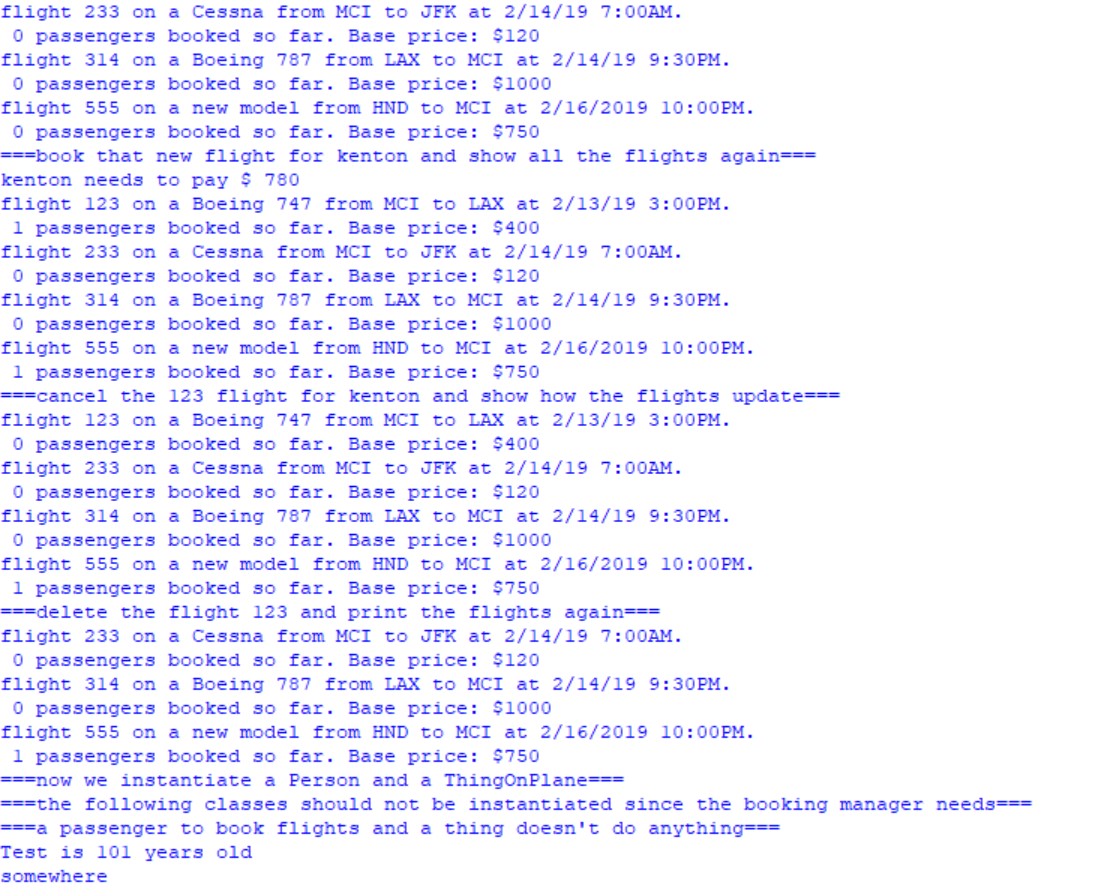 flight 233 on a Cessna from MCI to JFK at 2/14/19 7:00AM.
 0 passengers booked so far. Base price: $120
flight 314 on a Boeing 787 from LAX to MCI at 2/14/19 9:30PM.
 0 passengers booked so far. Base price: $1000
flight 555 on a new model from HND to MCI at 2/16/2019 10:00PM.
 0 passengers booked so far. Base price: $750
===book that new flight for kenton and show all the flights again===
kenton needs to pay $ 780
flight 123 on a Boeing 747 from MCI to LAX at 2/13/19 3:00PM.
 1 passengers booked so far. Base price: $400
flight 233 on a Cessna from MCI to JFK at 2/14/19 7:00AM.
 0 passengers booked so far. Base price: $120
flight 314 on a Boeing 787 from LAX to MCI at 2/14/19 9:30PM.
 0 passengers booked so far. Base price: $1000
flight 555 on a new model from HND to MCI at 2/16/2019 10:00PM.
 1 passengers booked so far. Base price: $750
===cancel the 123 flight for kenton and show how the flights update===
flight 123 on a Boeing 747 from MCI to LAX at 2/13/19 3:00PM.
 0 passengers booked so far. Base price: $400
flight 233 on a Cessna from MCI to JFK at 2/14/19 7:00AM.
 0 passengers booked so far. Base price: $120
flight 314 on a Boeing 787 from LAX to MCI at 2/14/19 9:30PM.
 0 passengers booked so far. Base price: $1000
flight 555 on a new model from HND to MCI at 2/16/2019 10:00PM.
 1 passengers booked so far. Base price: $750
===delete the flight 123 and print the flights again===
flight 233 on a Cessna from MCI to JFK at 2/14/19 7:00AM.
 0 passengers booked so far. Base price: $120
flight 314 on a Boeing 787 from LAX to MCI at 2/14/19 9:30PM.
 0 passengers booked so far. Base price: $1000
flight 555 on a new model from HND to MCI at 2/16/2019 10:00PM.
 1 passengers booked so far. Base price: $750
===now we instantiate a Person and a ThingOnPlane===
===the following classes should not be instantiated since the booking manager needs===
===a passenger to book flights and a thing doesn't do anything===
Test is 101 years old
somewhere